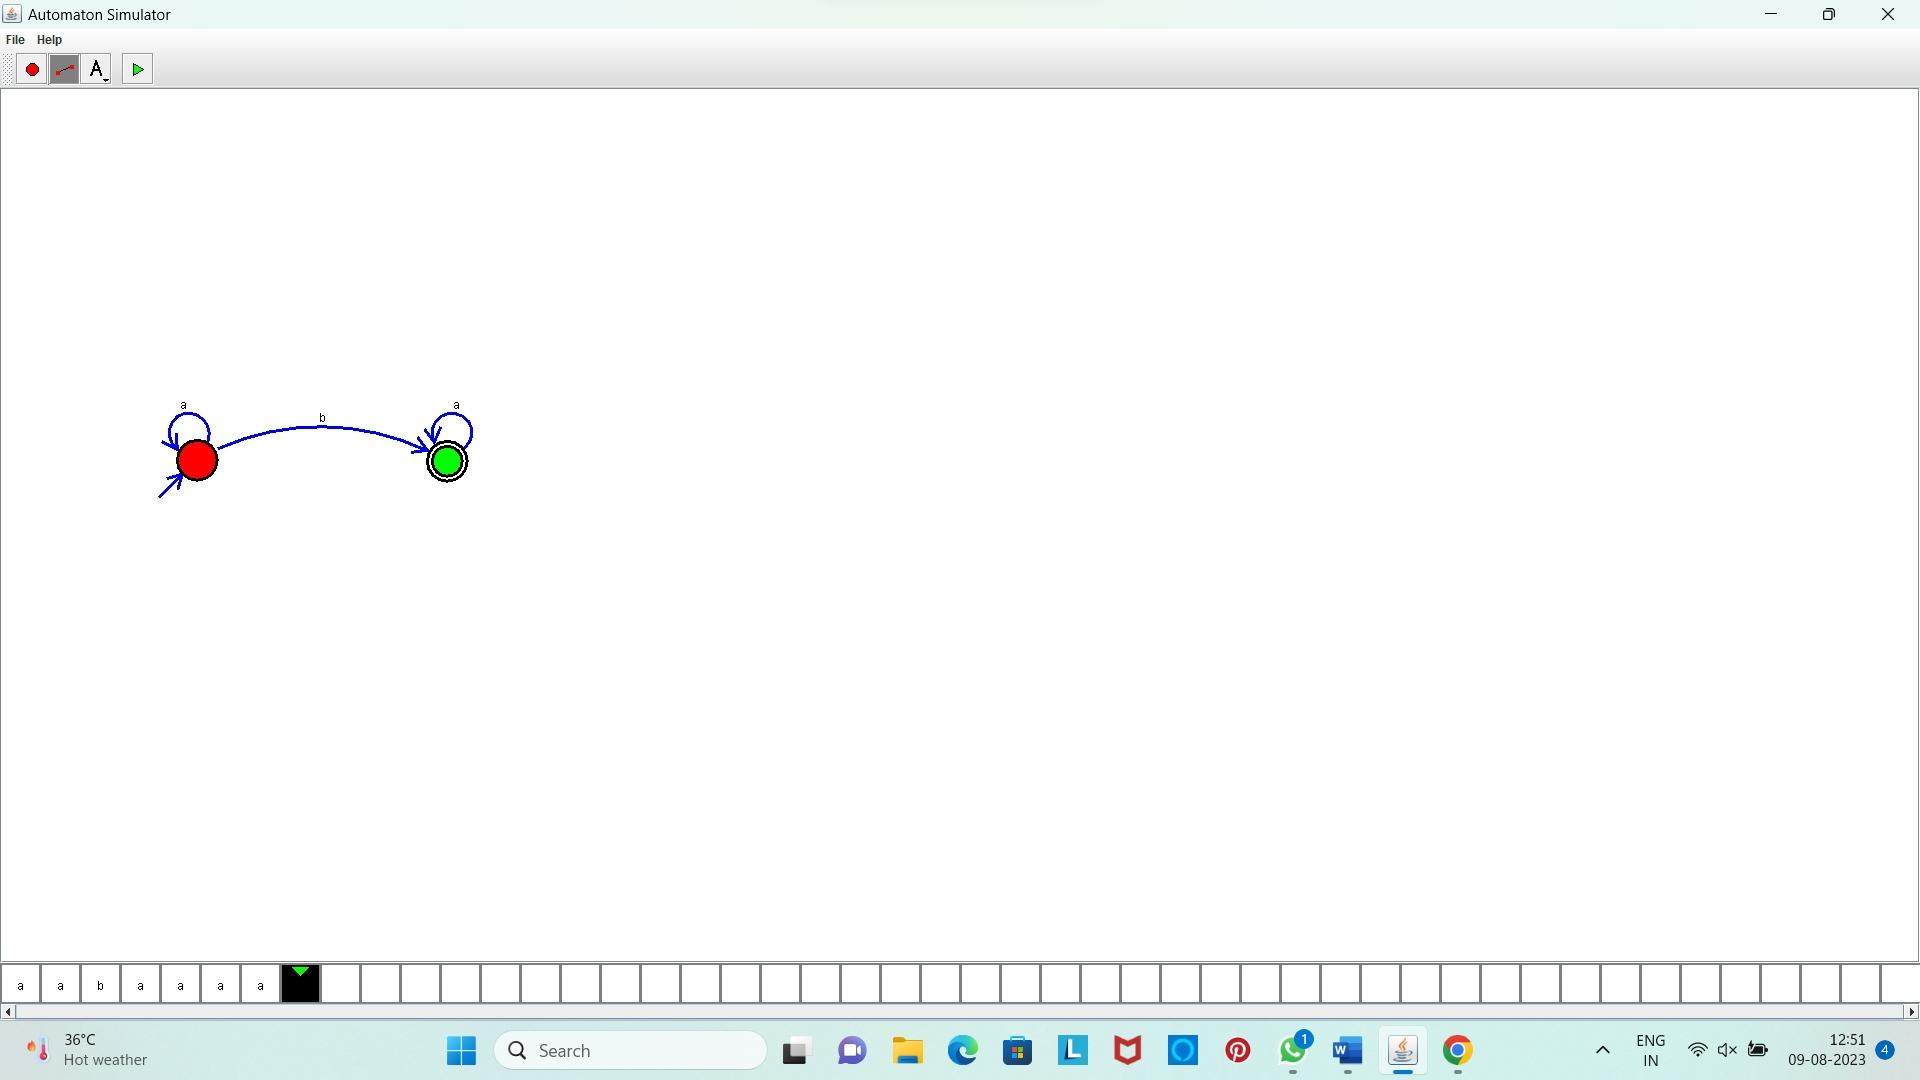 Automaton Simulator
File Help
A
a
b
a
a a b a a a a
36°C
Hot weather
Search
L
1
W
ENG
IN
12:51
09-08-2023
4